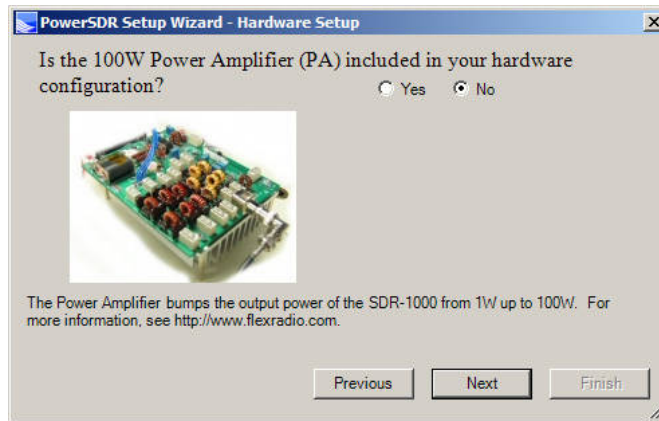 PowerSDR Setup Wizard - Hardware Setup
Is the 100W Power Amplifier (PA) included in your hardware
configuration?
Yes No
The Power Amplifier bumps the output power of the SDR-1000 from 1W up to 100W. For
more information, see http://www.flexradio.com.
Previous Next Finish